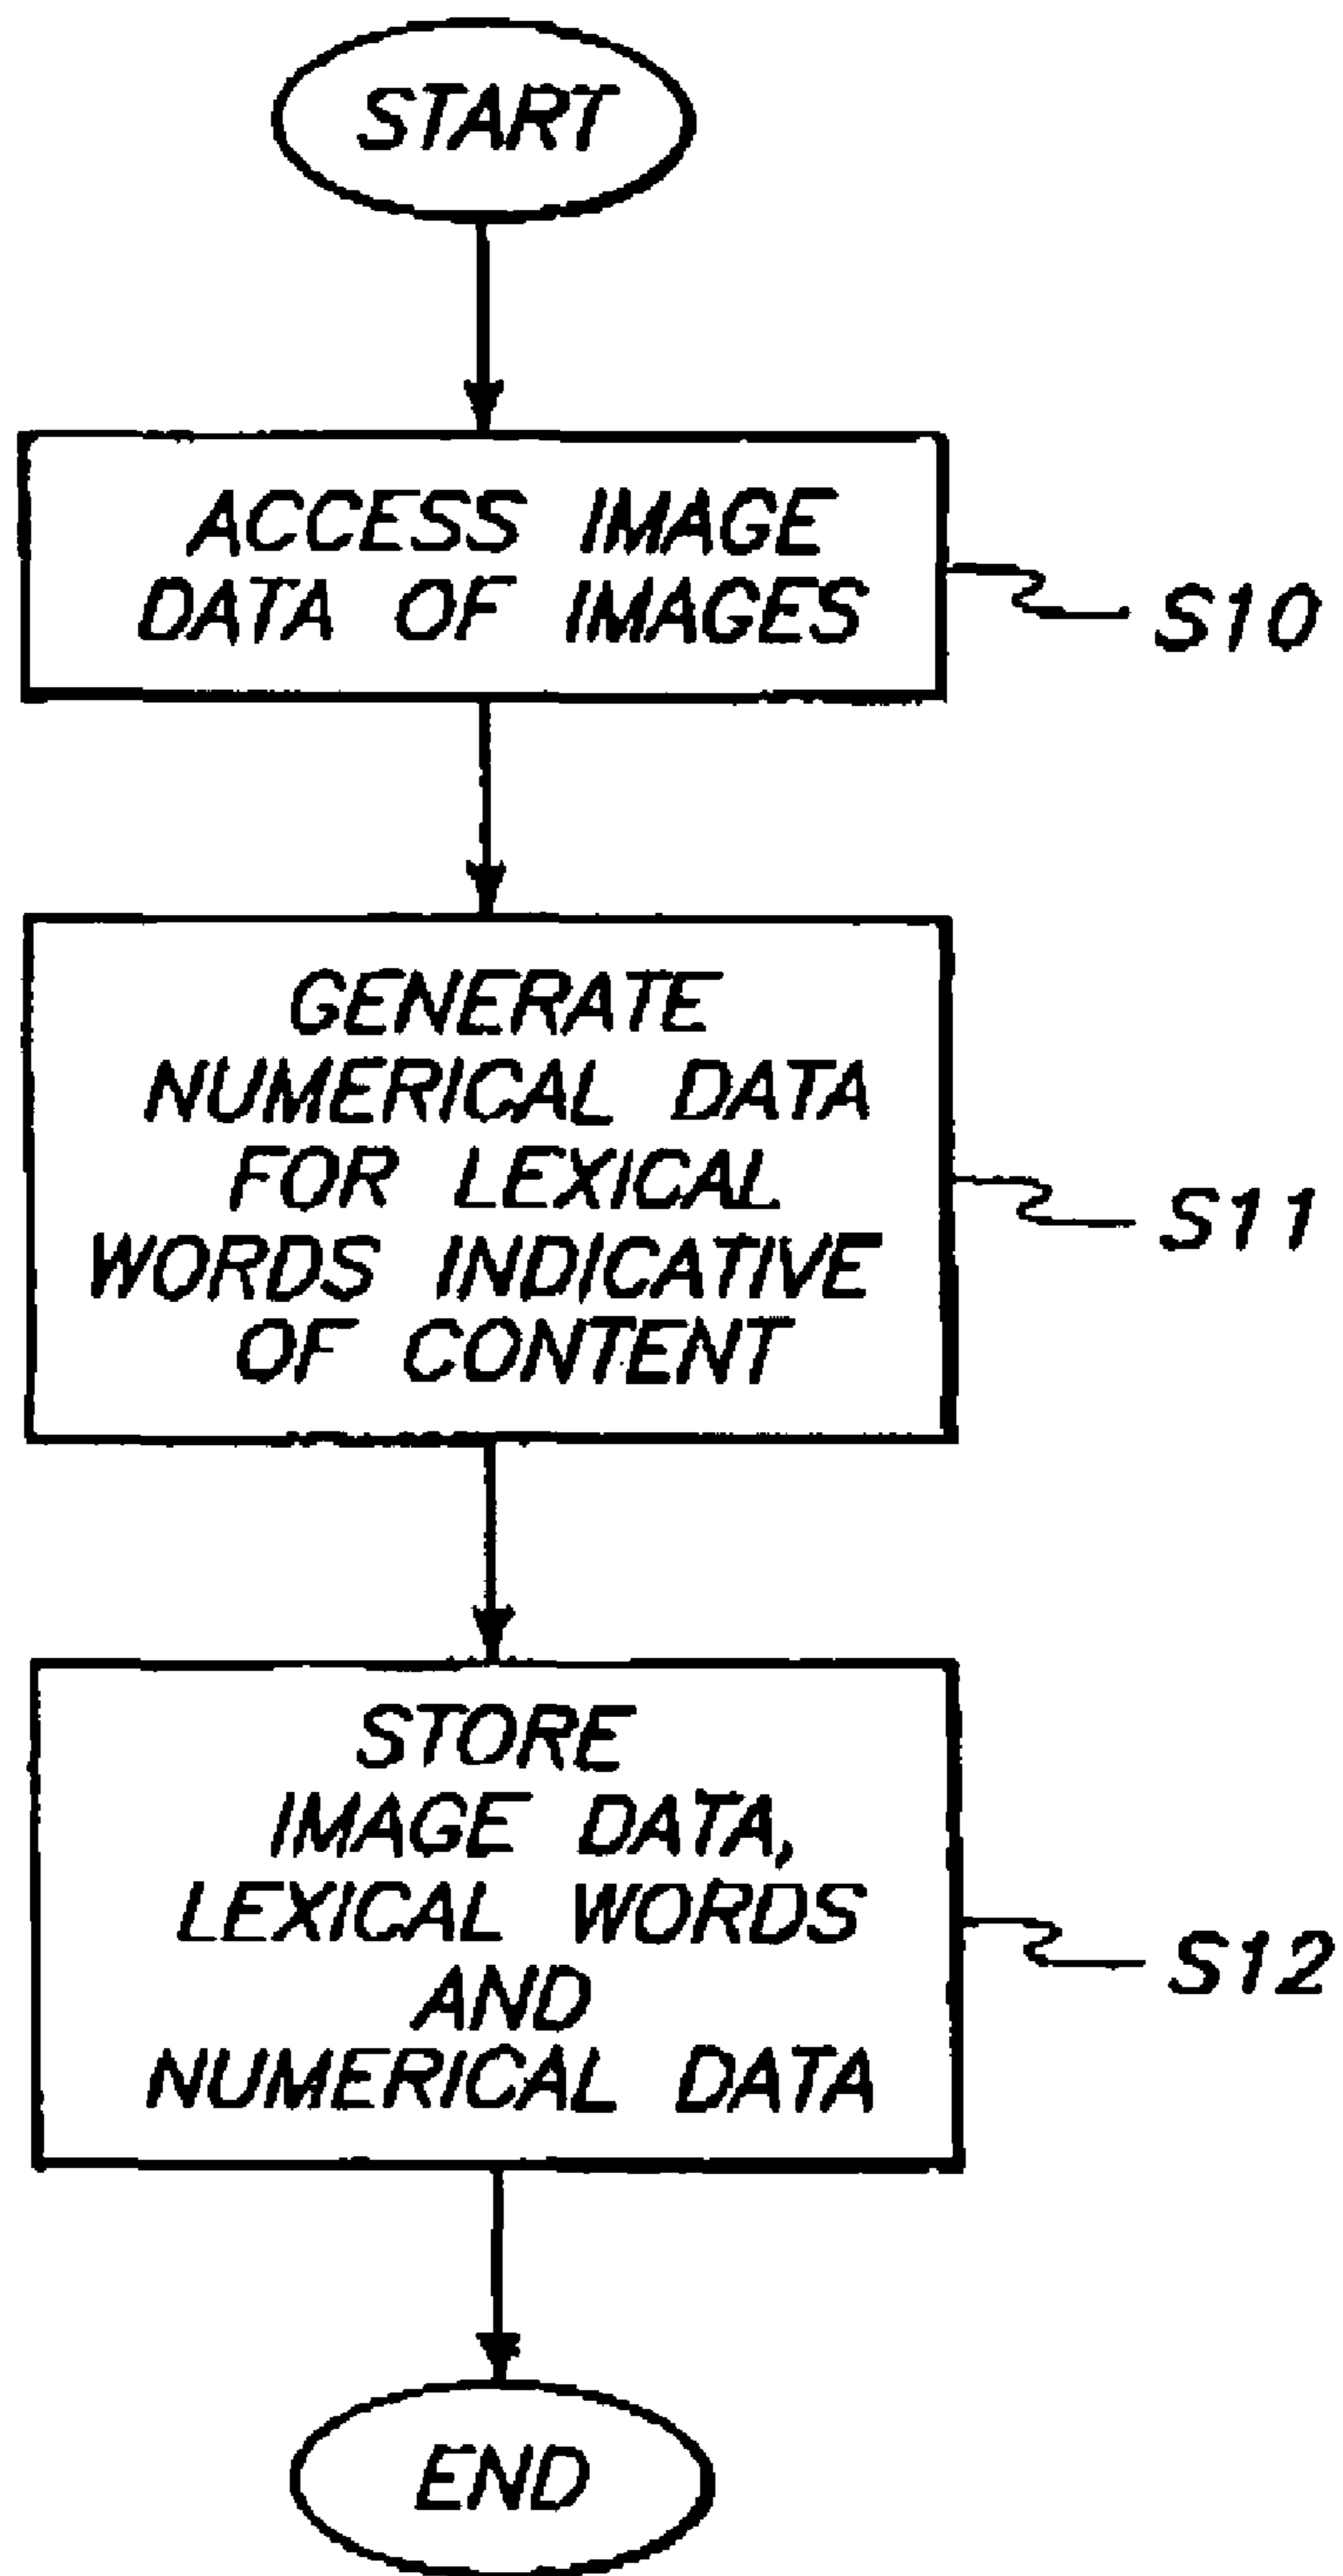 START
ACCESS IMAGE
DATA OF IMAGES
S10
GENERATE
NUMERICAL DATA
FOR LEXICAL
WORDS INDICATIVE
OF CONTENT
S11
STORE
IMAGE DATA,
LEXICAL WORDS
AND
NUMERICAL DATA
S12
END